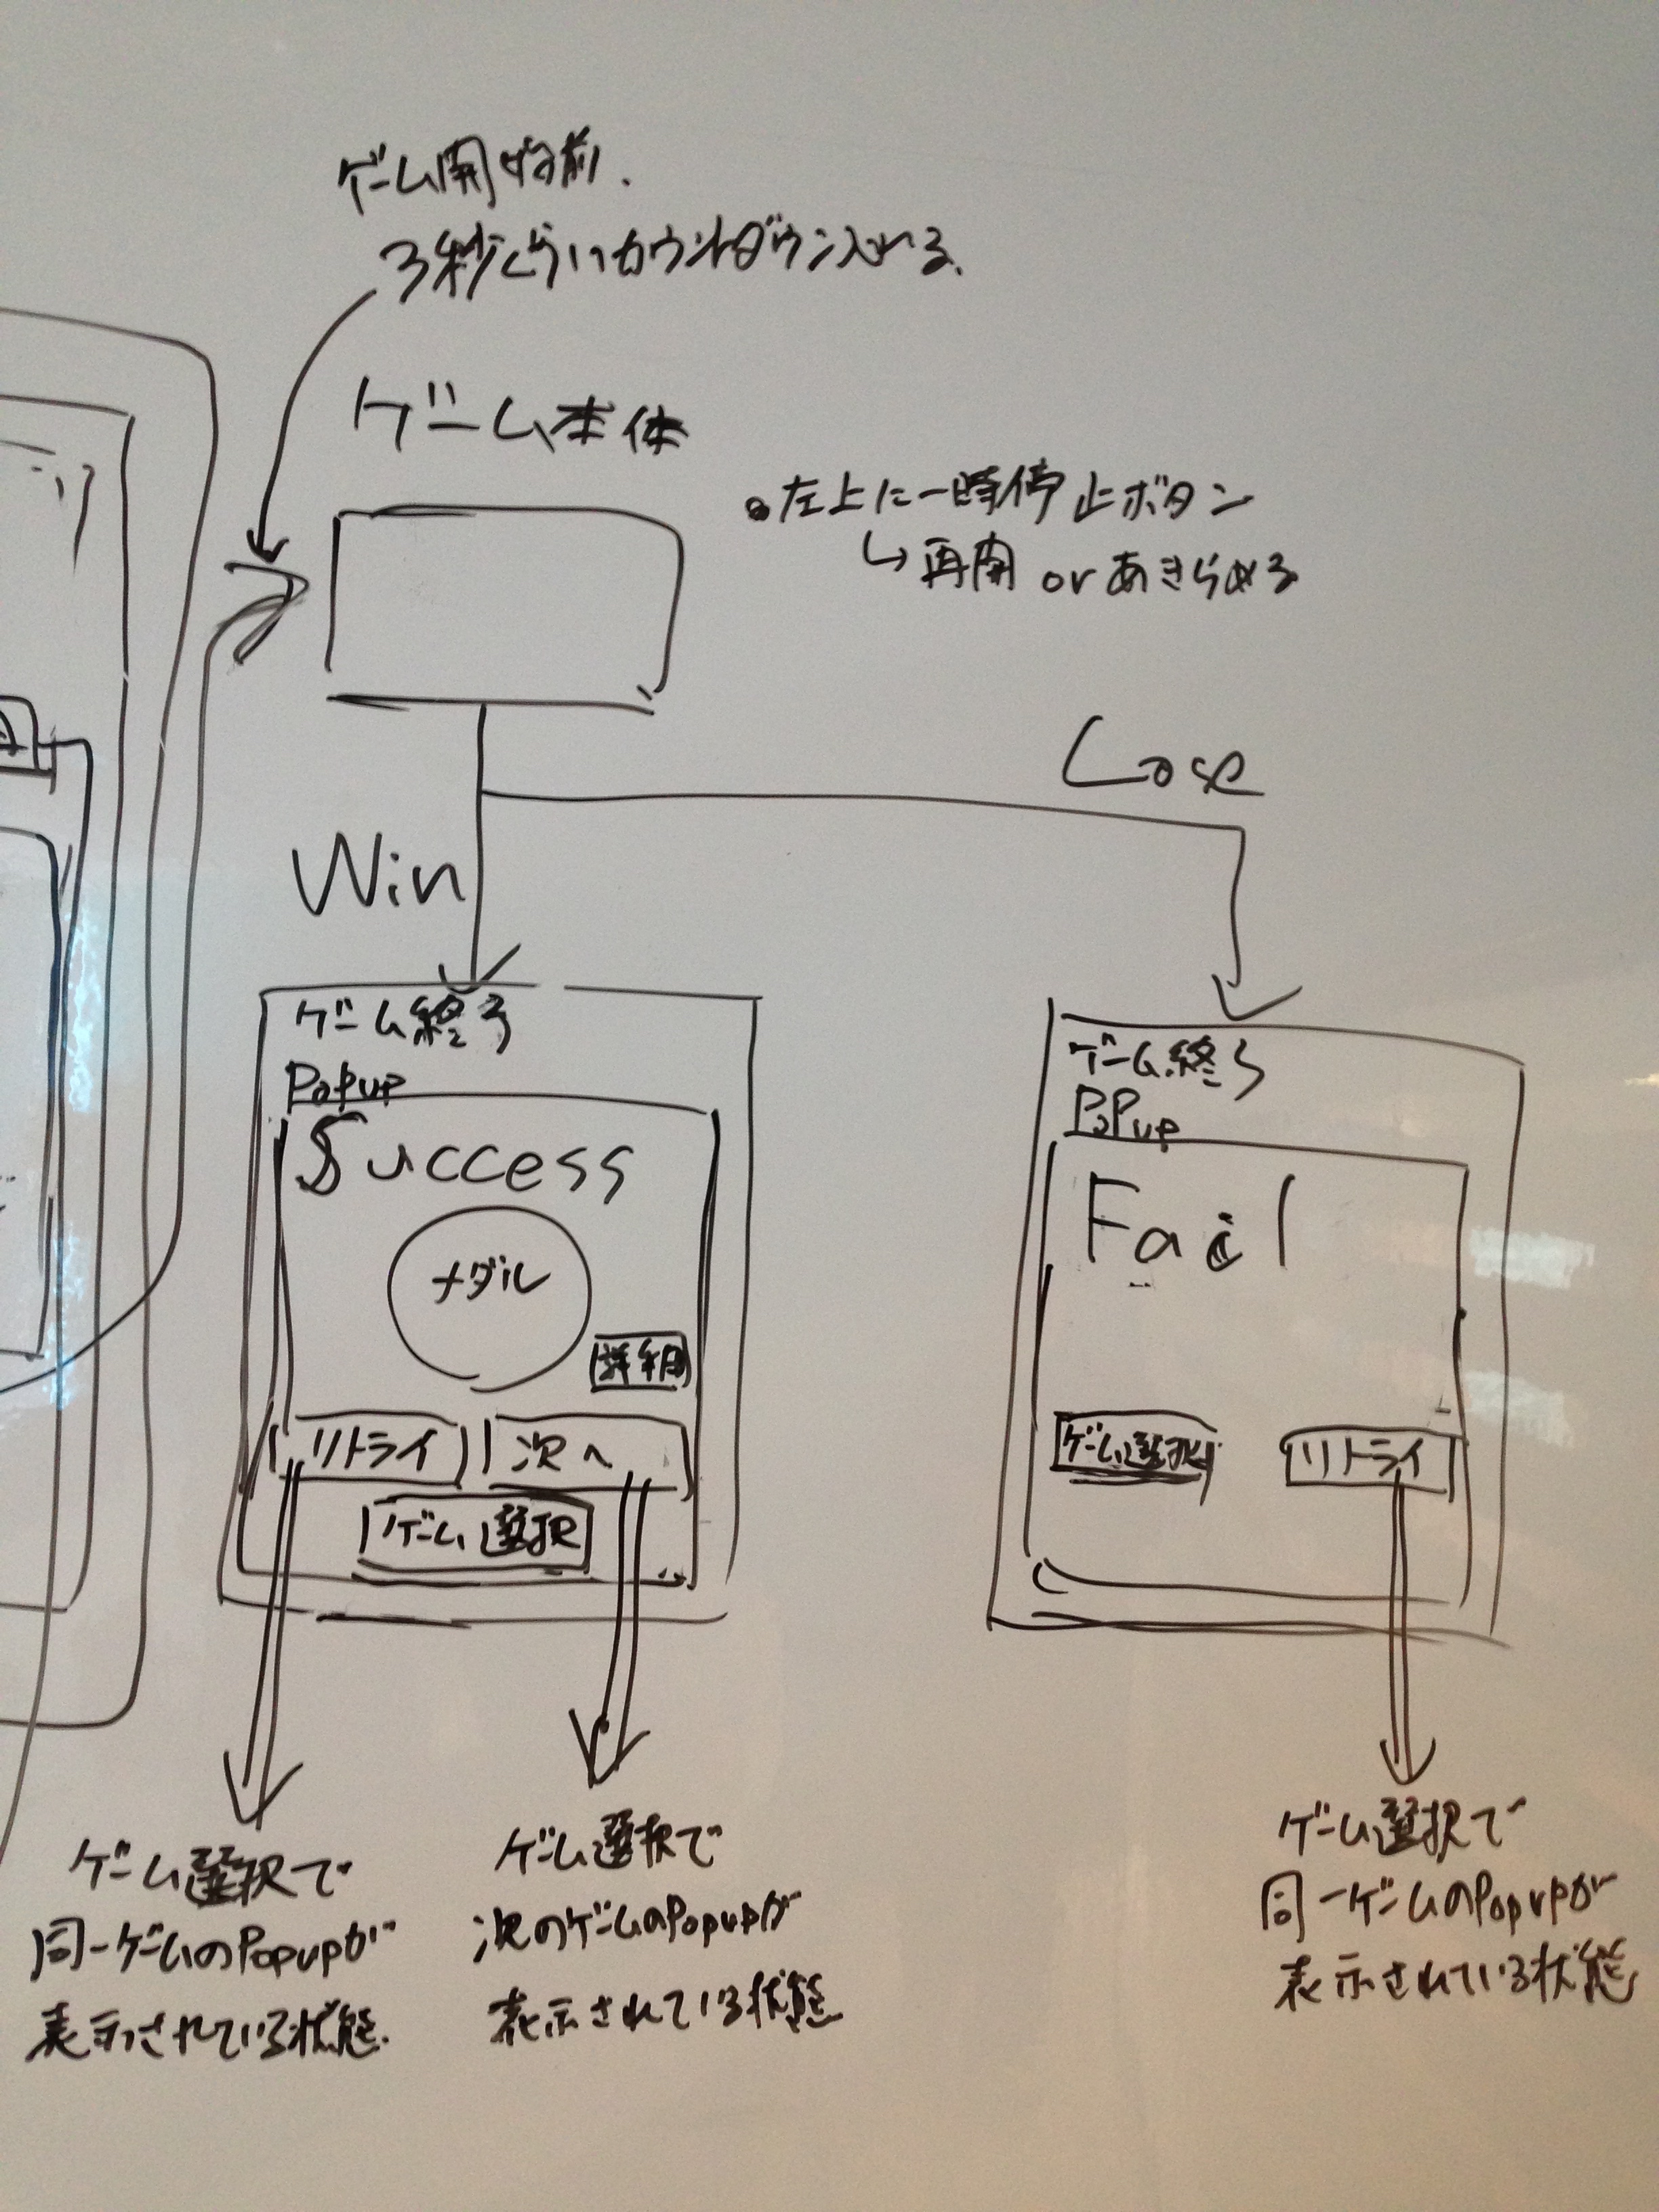 ゲーム開始前.
3秒ぐらいカウントダウン入れる.
ゲーム本体
左上に一時停止ボタン
↳再開 or あきらめる
Lose
Win
ゲーム終了
Popup
Success
メダル
詳細
リトライ
次へ
ゲーム選択
ゲーム終了
PoPup
Fail
ゲーム選択
リトライ
ゲーム選択で
同一ゲームのPopupが
表示されている状態.
ゲーム選択で
次のゲームのPopupが
表示されている状態
ゲーム選択で
同一ゲームのPopupが
表示されている状態